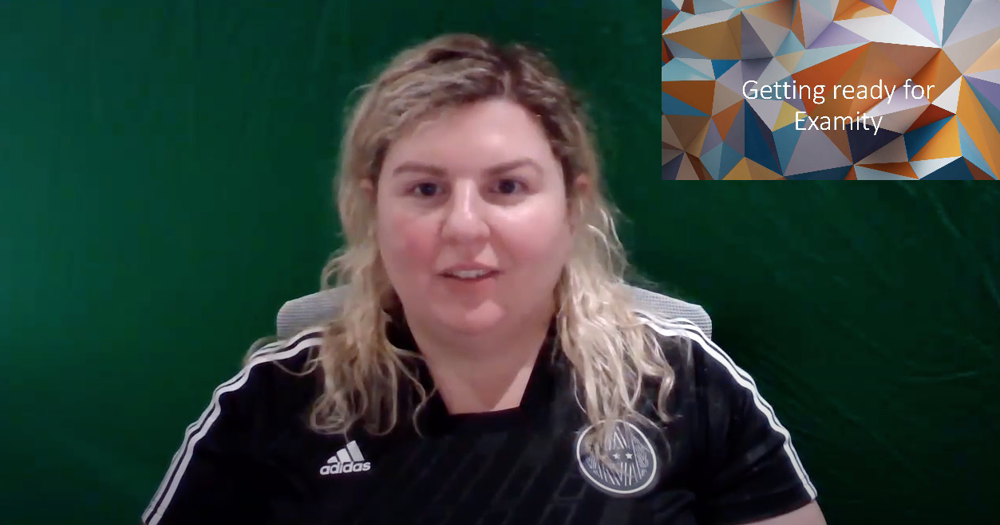 Getting ready for
Examity
adidas